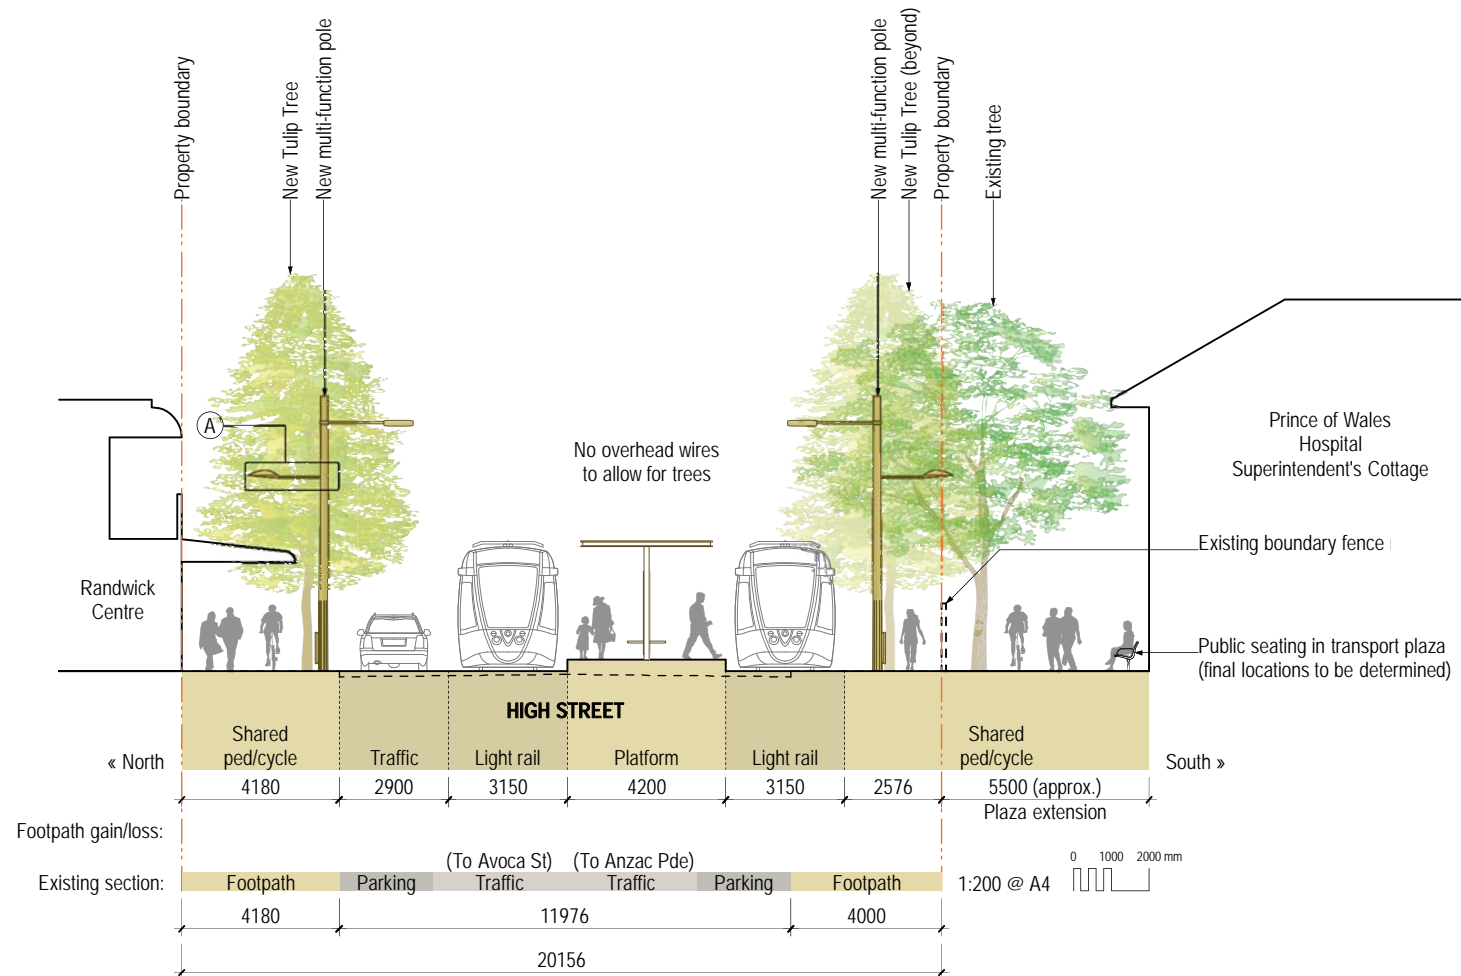 Property boundary
New Tulip Tree
New multi-function pole
New multi-function pole
New Tulip Tree (beyond)
Property boundary
Existing tree
A
No overhead wires
to allow for trees
Prince of Wales
Hospital
Superintendent's Cottage
Existing boundary fence
Randwick
Centre
Public seating in transport plaza
(final locations to be determined)
HIGH STREET
« North
Shared
ped/cycle
Traffic
Light rail
Platform
Light rail
Shared
ped/cycle
South »
4180
2900
3150
4200
3150
2576
5500 (approx.)
Plaza extension
Footpath gain/loss:
(To Avoca St)
(To Anzac Pde)
Existing section:
Footpath
Parking
Traffic
Traffic
Parking
Footpath
1:200 @ A4
0 1000 2000 mm
4180
11976
4000
20156